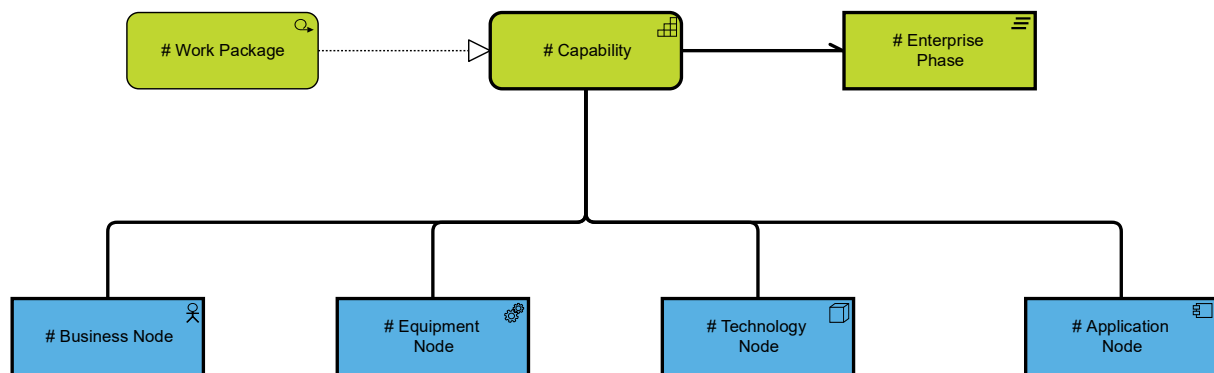 # Work Package
# Capability
# Enterprise
Phase
# Business Node
# Equipment
Node
# Technology
Node
# Application
Node